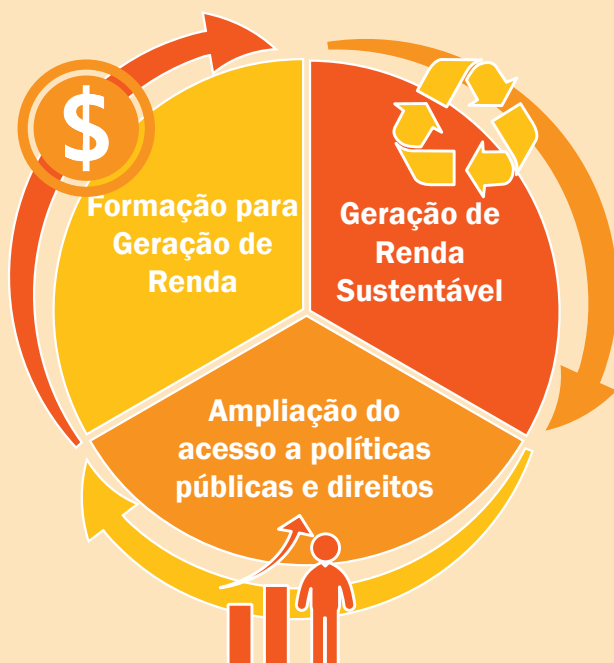 $
Formação para
Geração de
Renda
Geração de
Renda
Sustentável
Ampliação do
acesso a políticas
públicas e direitos